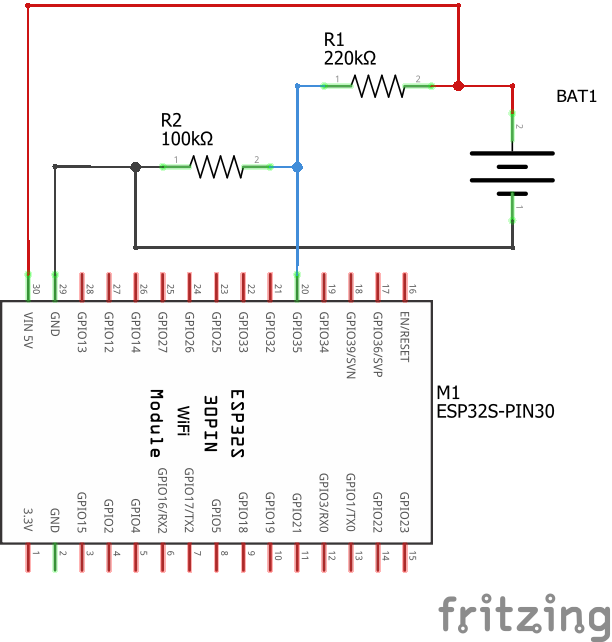 R1
220kΩ
1
2
BAT1
2
1
R2
100kΩ
1
2
30
29
28
27
26
25
24
23
22
21
20
19
18
17
16
VIN 5V
GND
GPIO13
GPIO12
GPIO14
GPIO27
GPIO26
GPIO25
GPIO33
GPIO32
GPIO35
GPIO34
GPIO39/SVN
GPIO36/SVP
EN/RESET
ESP32S
30PIN
WiFi
Module
M1
ESP32S-PIN30
3.3V
GND
GPIO15
GPIO2
GPIO4
GPIO16/RX2
GPIO17/TX2
GPIO5
GPIO18
GPIO19
GPIO21
GPIO3/RX0
GPIO1/TX0
GPIO22
GPIO23
1
2
3
4
5
6
7
8
9
10
11
12
13
14
15
fritzing